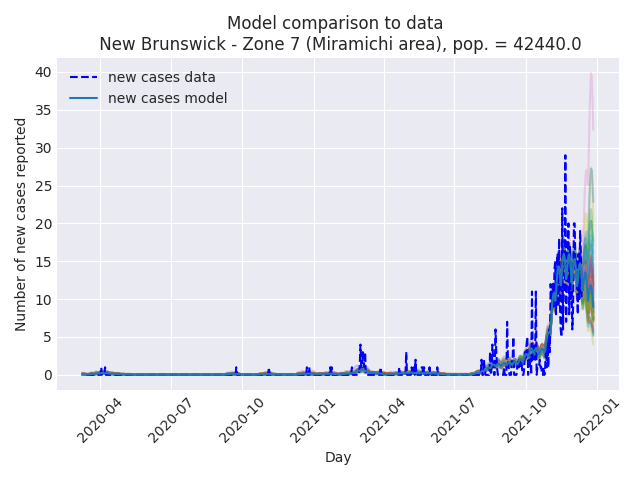 Model comparison to data
New Brunswick - Zone 7 (Miramichi area), pop. = 42440.0
new cases data
new cases model
Number of new cases reported
40
35
30
25
20
15
10
5
0
2020-04
2020-07
2020-10
2021-01
2021-04
2021-07
2021-10
2022-01
Day